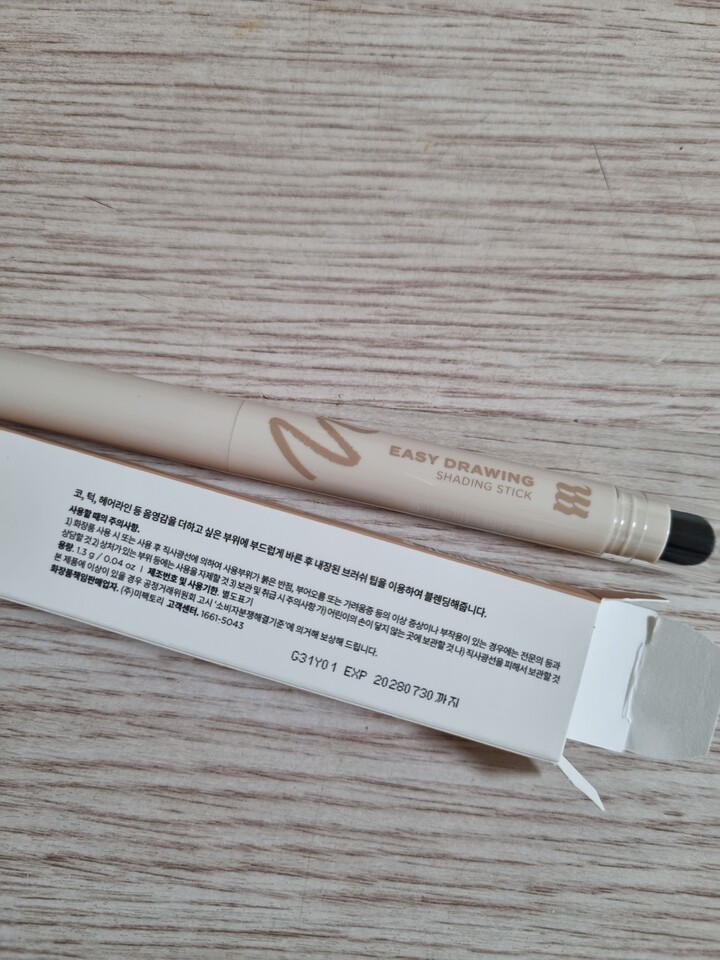 EASY DRAWING
SHADING STICK
코, 턱, 헤어라인 등 음영감을 더하고 싶은 부위에 부드럽게 바른 후 내장된 브러쉬 팁을 이용하여 블렌딩해줍니다.
사용할 때의 주의사항.
1) 화장품 사용 시 또는 사용 후 직사광선에 의하여 사용부위가 붉은 반점, 부어오름 또는 가려움증 등의 이상 증상이나 부작용이 있는 경우에는 전문의 등과
상담할 것 2) 상처가 있는 부위 등에는 사용을 자제할 것 3) 보관 및 취급 시 주의사항 가) 어린이의 손이 닿지 않는 곳에 보관할 것 나) 직사광선을 피해서 보관할 것
용량. 1.3 g / 0.04 oz | 제조번호 및 사용기한. 별도표기
본 제품에 이상이 있을 경우 공정거래위원회 고시 '소비자분쟁해결기준'에 의거해 보상해 드립니다.
화장품책임판매업자. (주)미팩토리 고객센터. 1661-5043
G31Y01 EXP 20280730까지